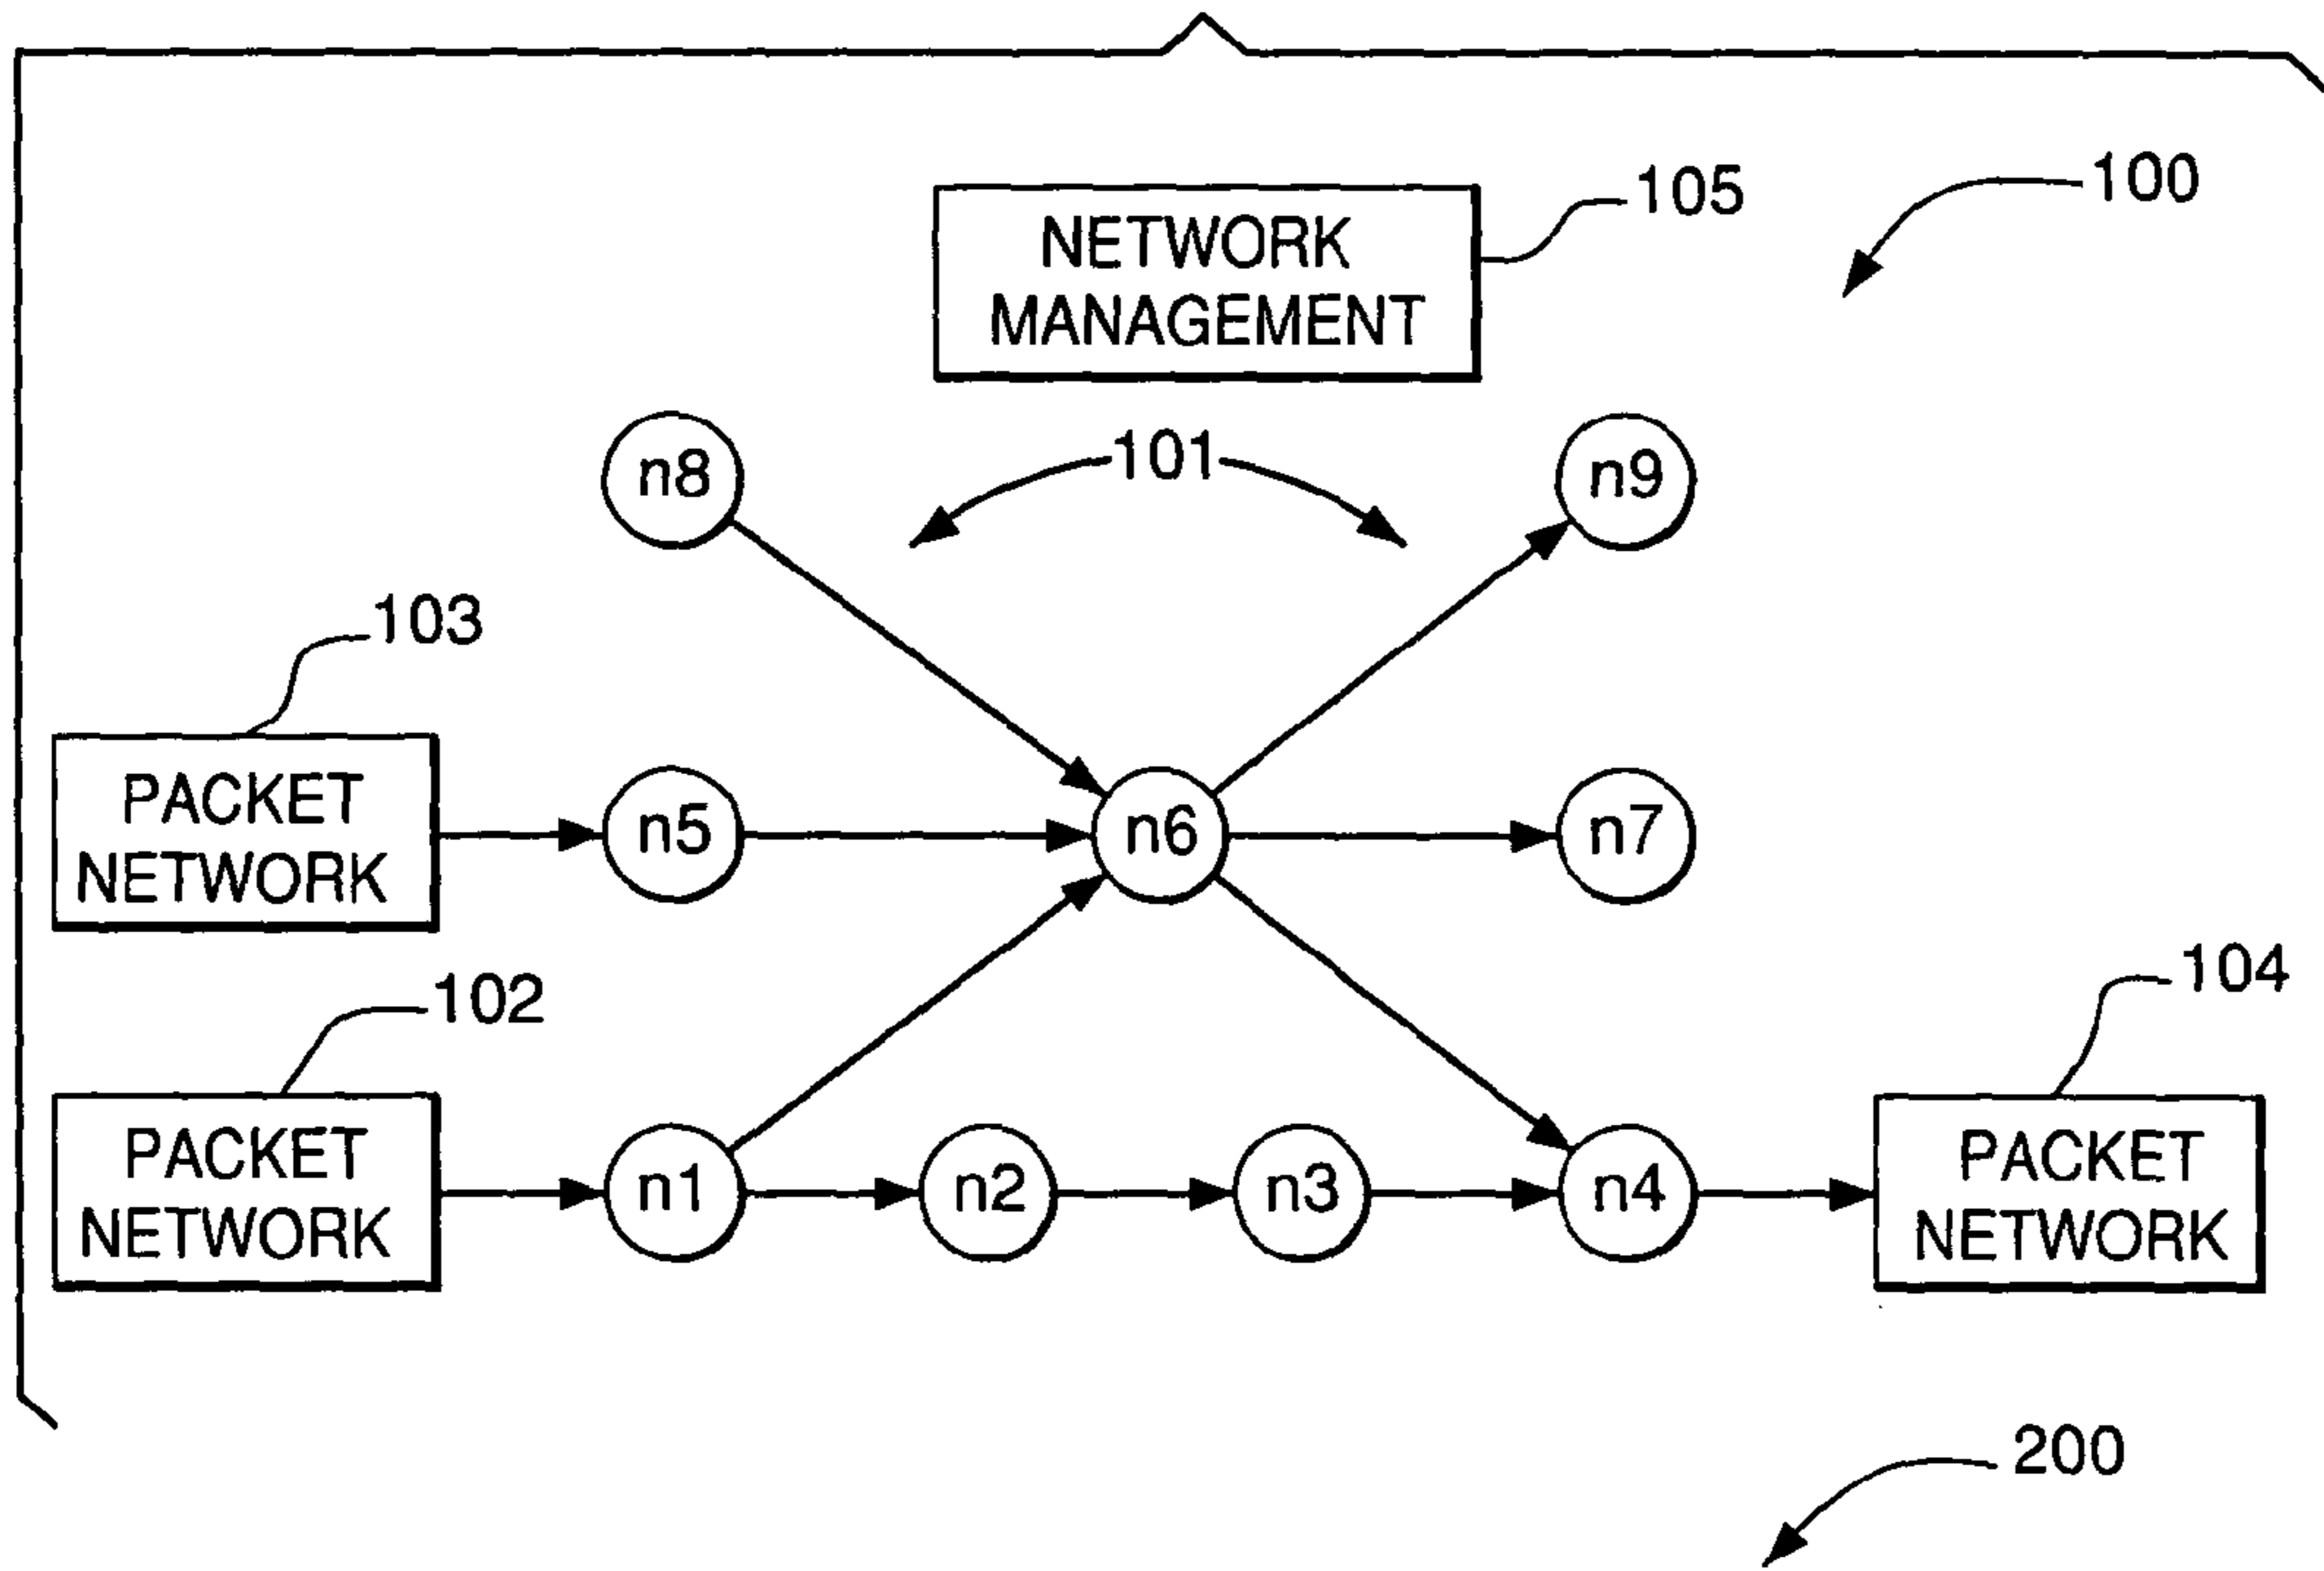 105
100
NETWORK
MANAGEMENT
101
n8
n9
103
PACKET
NETWORK
n5
n6
n7
102
104
PACKET
NETWORK
n1
n2
n3
n4
PACKET
NETWORK
200